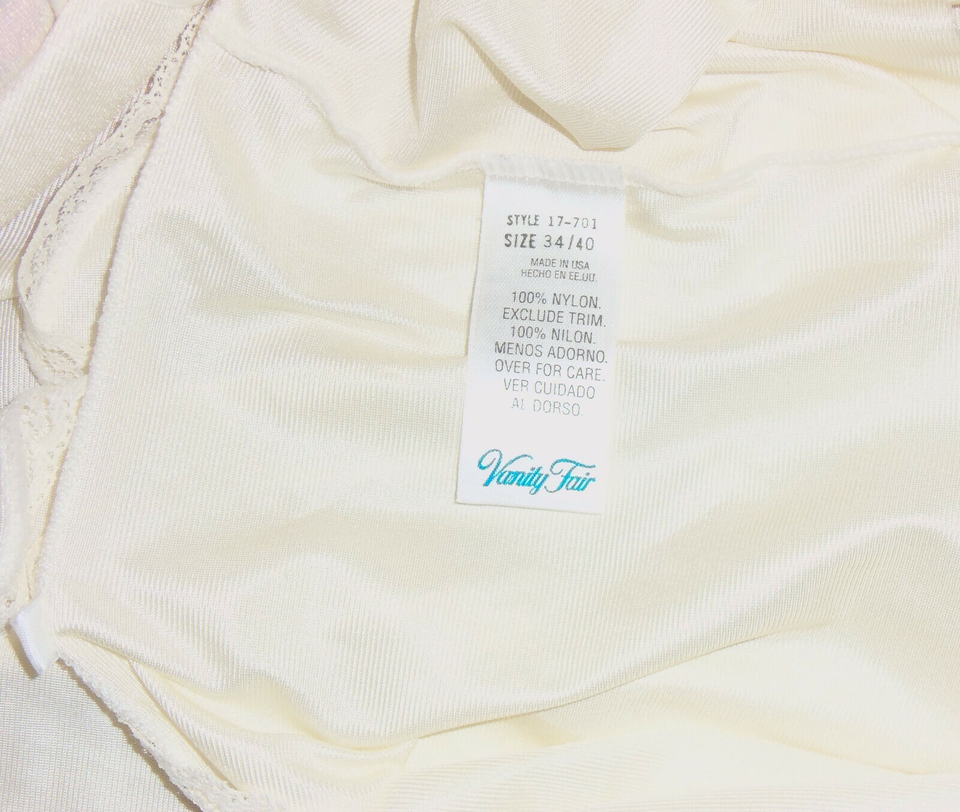 STYLE 17-701
SIZE 34/40
MADE IN USA
HECHO EN EE.UU.
100% NYLON.
EXCLUDE TRIM.
100% NILON.
MENOS ADORNO.
OVER FOR CARE.
VER CUIDADO
AL DORSO.
Vanity Fair